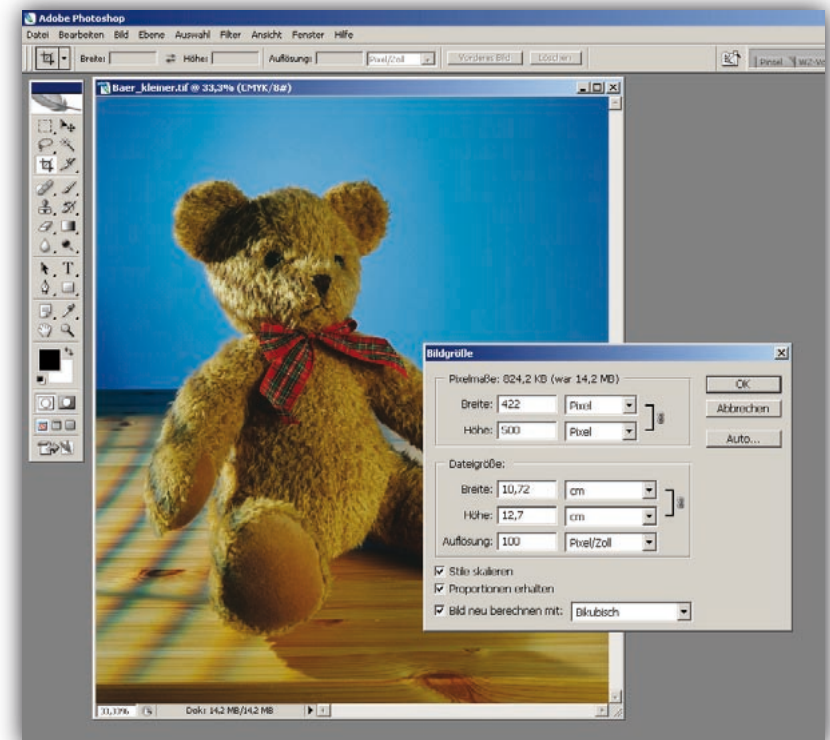 Adobe Photoshop
Datei Bearbeiten Bild Ebene Auswahl Filter Ansicht Fenster Hilfe
Breite: Höhe: Auflösung: Pixel/Zoll Vorderes Bild Löschen Pinsel WZ-Vo
Baer_kleiner.tif @ 33,3% (CMYK/8#)
Bildgröße
Pixelmaße: 824,2 KB (war 14,2 MB)
Breite: 422 Pixel
Höhe: 500 Pixel
OK
Abbrechen
Auto...
Dateigröße:
Breite: 10,72 cm
Höhe: 12,7 cm
Auflösung: 100 Pixel/Zoll
Stile skalieren
Proportionen erhalten
Bild neu berechnen mit: Bikubisch
33,33% Dok: 14,2 MB/14,2 MB